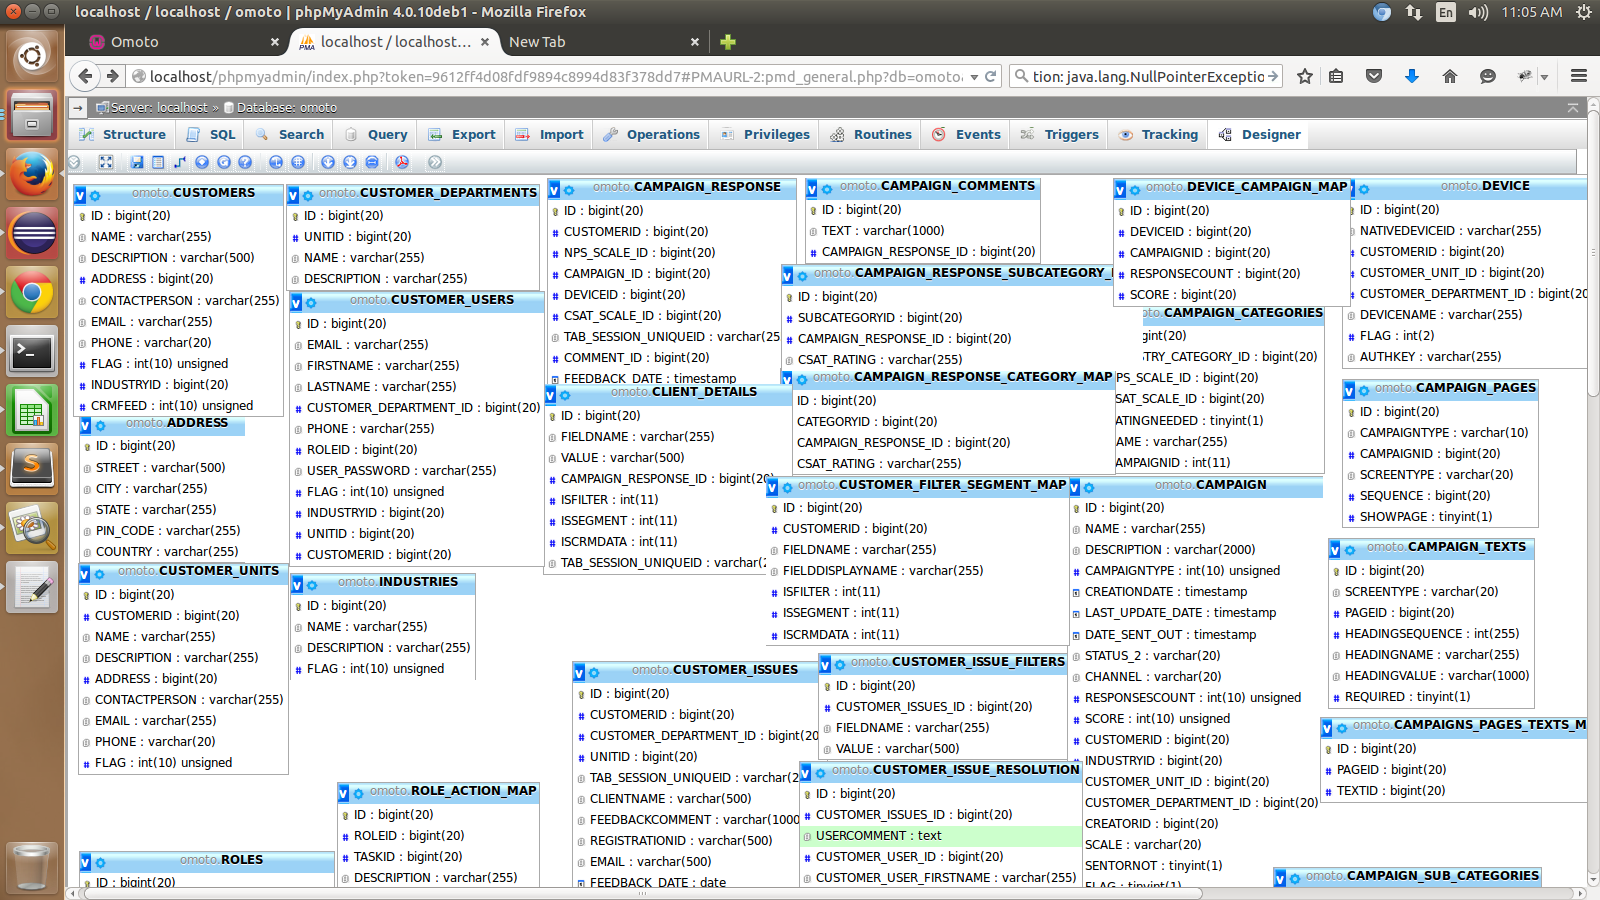 localhost / localhost / omoto | phpMyAdmin 4.0.10deb1 - Mozilla Firefox
En
11:05 AM
Omoto
localhost / localhost...
New Tab
localhost/phpmyadmin/index.php?token=9612ff4d08fdf9894c8994d83f378dd7#PMAURL-2:pmd_general.php?db=omoto
tion: java.lang.NullPointerExceptio
Server: localhost » Database: omoto
Structure
SQL
Search
Query
Export
Import
Operations
Privileges
Routines
Events
Triggers
Tracking
Designer
omoto.CUSTOMERS
ID : bigint(20)
NAME : varchar(255)
DESCRIPTION : varchar(500)
ADDRESS : bigint(20)
CONTACTPERSON : varchar(255)
EMAIL : varchar(255)
PHONE : varchar(20)
FLAG : int(10) unsigned
INDUSTRYID : bigint(20)
CRMFEED : int(10) unsigned
omoto.ADDRESS
ID : bigint(20)
STREET : varchar(500)
CITY : varchar(255)
STATE : varchar(255)
PIN_CODE : varchar(255)
COUNTRY : varchar(255)
omoto.CUSTOMER_UNITS
ID : bigint(20)
CUSTOMERID : bigint(20)
NAME : varchar(255)
DESCRIPTION : varchar(255)
ADDRESS : bigint(20)
CONTACTPERSON : varchar(255)
EMAIL : varchar(255)
PHONE : varchar(20)
FLAG : int(10) unsigned
omoto.ROLES
ID : bigint(20)
omoto.CUSTOMER_DEPARTMENTS
ID : bigint(20)
UNITID : bigint(20)
NAME : varchar(255)
DESCRIPTION : varchar(255)
omoto.CUSTOMER_USERS
ID : bigint(20)
EMAIL : varchar(255)
FIRSTNAME : varchar(255)
LASTNAME : varchar(255)
CUSTOMER_DEPARTMENT_ID : bigint(20)
PHONE : varchar(255)
ROLEID : bigint(20)
USER_PASSWORD : varchar(255)
FLAG : int(10) unsigned
INDUSTRYID : bigint(20)
UNITID : bigint(20)
CUSTOMERID : bigint(20)
omoto.INDUSTRIES
ID : bigint(20)
NAME : varchar(255)
DESCRIPTION : varchar(255)
FLAG : int(10) unsigned
omoto.ROLE_ACTION_MAP
ID : bigint(20)
ROLEID : bigint(20)
TASKID : bigint(20)
DESCRIPTION : varchar(255)
omoto.CAMPAIGN_RESPONSE
ID : bigint(20)
CUSTOMERID : bigint(20)
NPS_SCALE_ID : bigint(20)
CAMPAIGN_ID : bigint(20)
DEVICEID : bigint(20)
CSAT_SCALE_ID : bigint(20)
TAB_SESSION_UNIQUEID : varchar(255
COMMENT_ID : bigint(20)
FEEDBACK_DATE : timestamp
omoto.CLIENT_DETAILS
ID : bigint(20)
FIELDNAME : varchar(255)
VALUE : varchar(500)
CAMPAIGN_RESPONSE_ID : bigint(20)
ISFILTER : int(11)
ISSEGMENT : int(11)
ISCRMDATA : int(11)
TAB_SESSION_UNIQUEID : varchar(2
omoto.CUSTOMER_ISSUES
ID : bigint(20)
CUSTOMERID : bigint(20)
CUSTOMER_DEPARTMENT_ID : bigint(20
UNITID : bigint(20)
TAB_SESSION_UNIQUEID : varchar(2
CLIENTNAME : varchar(500)
FEEDBACKCOMMENT : varchar(1000
REGISTRATIONID : varchar(500)
EMAIL : varchar(500)
FEEDBACK_DATE : date
omoto.CAMPAIGN_COMMENTS
ID : bigint(20)
TEXT : varchar(1000)
CAMPAIGN_RESPONSE_ID : bigint(20)
omoto.CAMPAIGN_RESPONSE_SUBCATEGORY_
ID : bigint(20)
SUBCATEGORYID : bigint(20)
CAMPAIGN_RESPONSE_ID : bigint(20)
CSAT_RATING : varchar(255)
omoto.CAMPAIGN_RESPONSE_CATEGORY_MAP
ID : bigint(20)
CATEGORYID : bigint(20)
CAMPAIGN_RESPONSE_ID : bigint(20)
CSAT_RATING : varchar(255)
omoto.CUSTOMER_FILTER_SEGMENT_MAP
ID : bigint(20)
CUSTOMERID : bigint(20)
FIELDNAME : varchar(255)
FIELDDISPLAYNAME : varchar(255)
ISFILTER : int(11)
ISSEGMENT : int(11)
ISCRMDATA : int(11)
omoto.CUSTOMER_ISSUE_FILTERS
ID : bigint(20)
CUSTOMER_ISSUES_ID : bigint(20)
FIELDNAME : varchar(255)
VALUE : varchar(500)
omoto.CUSTOMER_ISSUE_RESOLUTION
ID : bigint(20)
CUSTOMER_ISSUES_ID : bigint(20)
USERCOMMENT : text
CUSTOMER_USER_ID : bigint(20)
CUSTOMER_USER_FIRSTNAME : varchar(255)
omoto.DEVICE_CAMPAIGN_MAP
ID : bigint(20)
DEVICEID : bigint(20)
CAMPAIGNID : bigint(20)
RESPONSECOUNT : bigint(20)
SCORE : bigint(20)
oto.CAMPAIGN_CATEGORIES
igint(20)
TRY_CATEGORY_ID : bigint(20)
PS_SCALE_ID : bigint(20)
SAT_SCALE_ID : bigint(20)
ATINGNEEDED : tinyint(1)
AME : varchar(255)
AMPAIGNID : int(11)
omoto.CAMPAIGN
ID : bigint(20)
NAME : varchar(255)
DESCRIPTION : varchar(2000)
CAMPAIGNTYPE : int(10) unsigned
CREATIONDATE : timestamp
LAST_UPDATE_DATE : timestamp
DATE_SENT_OUT : timestamp
STATUS_2 : varchar(20)
CHANNEL : varchar(20)
RESPONSESCOUNT : int(10) unsigned
SCORE : int(10) unsigned
CUSTOMERID : bigint(20)
INDUSTRYID : bigint(20)
CUSTOMER_UNIT_ID : bigint(20)
CUSTOMER_DEPARTMENT_ID : bigint(20)
CREATORID : bigint(20)
SCALE : varchar(20)
SENTORNOT : tinyint(1)
FLAG : tinyint(1)
omoto.DEVICE
ID : bigint(20)
NATIVEDEVICEID : varchar(255)
CUSTOMERID : bigint(20)
CUSTOMER_UNIT_ID : bigint(20)
CUSTOMER_DEPARTMENT_ID : bigint(20
DEVICENAME : varchar(255)
FLAG : int(2)
AUTHKEY : varchar(255)
omoto.CAMPAIGN_PAGES
ID : bigint(20)
CAMPAIGNTYPE : varchar(10)
CAMPAIGNID : bigint(20)
SCREENTYPE : varchar(20)
SEQUENCE : bigint(20)
SHOWPAGE : tinyint(1)
omoto.CAMPAIGN_TEXTS
ID : bigint(20)
SCREENTYPE : varchar(20)
PAGEID : bigint(20)
HEADINGSEQUENCE : int(255)
HEADINGNAME : varchar(255)
HEADINGVALUE : varchar(1000)
REQUIRED : tinyint(1)
omoto.CAMPAIGNS_PAGES_TEXTS_M
ID : bigint(20)
PAGEID : bigint(20)
TEXTID : bigint(20)
omoto.CAMPAIGN_SUB_CATEGORIES